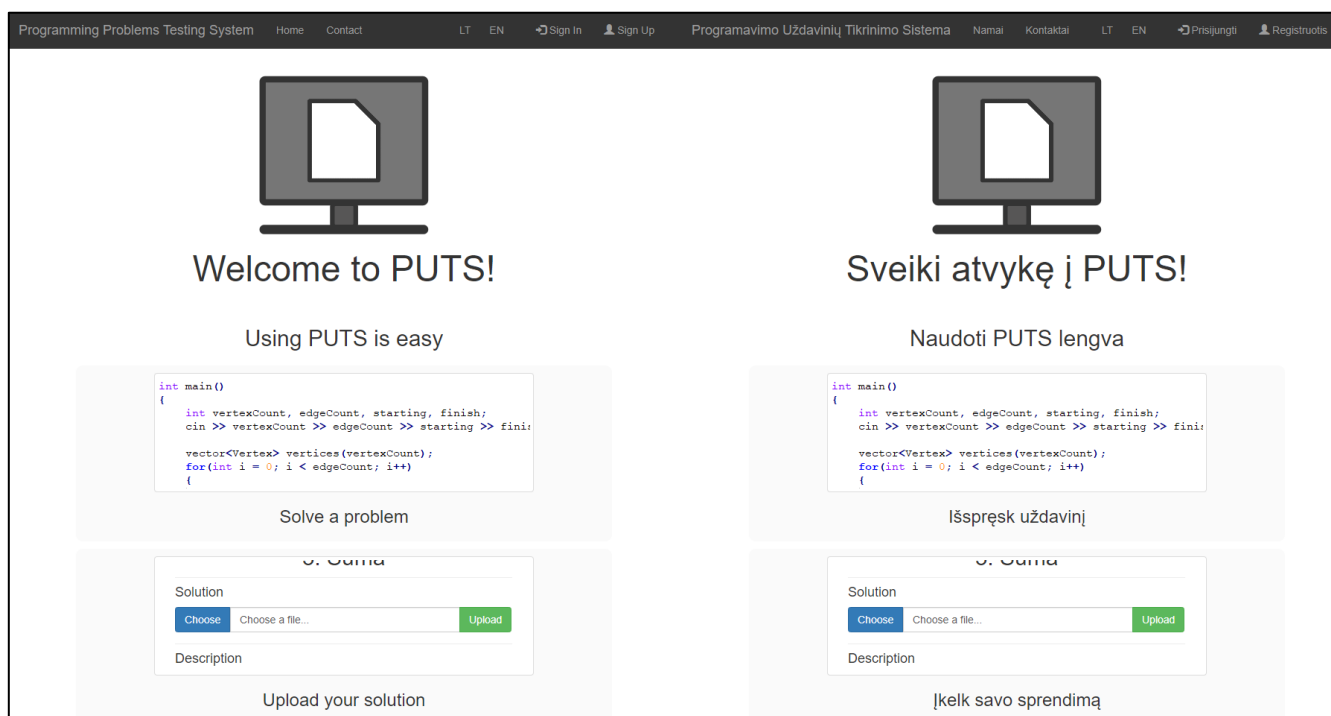 Programming Problems Testing System Home Contact LT EN Sign In Sign Up
Welcome to PUTS!
Using PUTS is easy
int main()
{
int vertexCount, edgeCount, starting, finish;
cin >> vertexCount >> edgeCount >> starting >>
vector<Vertex> vertices(vertexCount);
for(int i = 0; i < edgeCount; i++)
{
Solve a problem
Solution
Choose Choose a file... Upload
Description
Upload your solution
Programavimo Uždavinių Tikrinimo Sistema Namai Kontaktai LT EN Prisijungti Registruotis
Sveiki atvykę į PUTS!
Naudoti PUTS lengva
int main()
{
int vertexCount, edgeCount, starting, finish;
cin >> vertexCount >> edgeCount >> starting >>
vector<Vertex> vertices(vertexCount);
for(int i = 0; i < edgeCount; i++)
{
Išspręsk uždavinį
Solution
Choose Choose a file... Upload
Description
Įkelk savo sprendimą